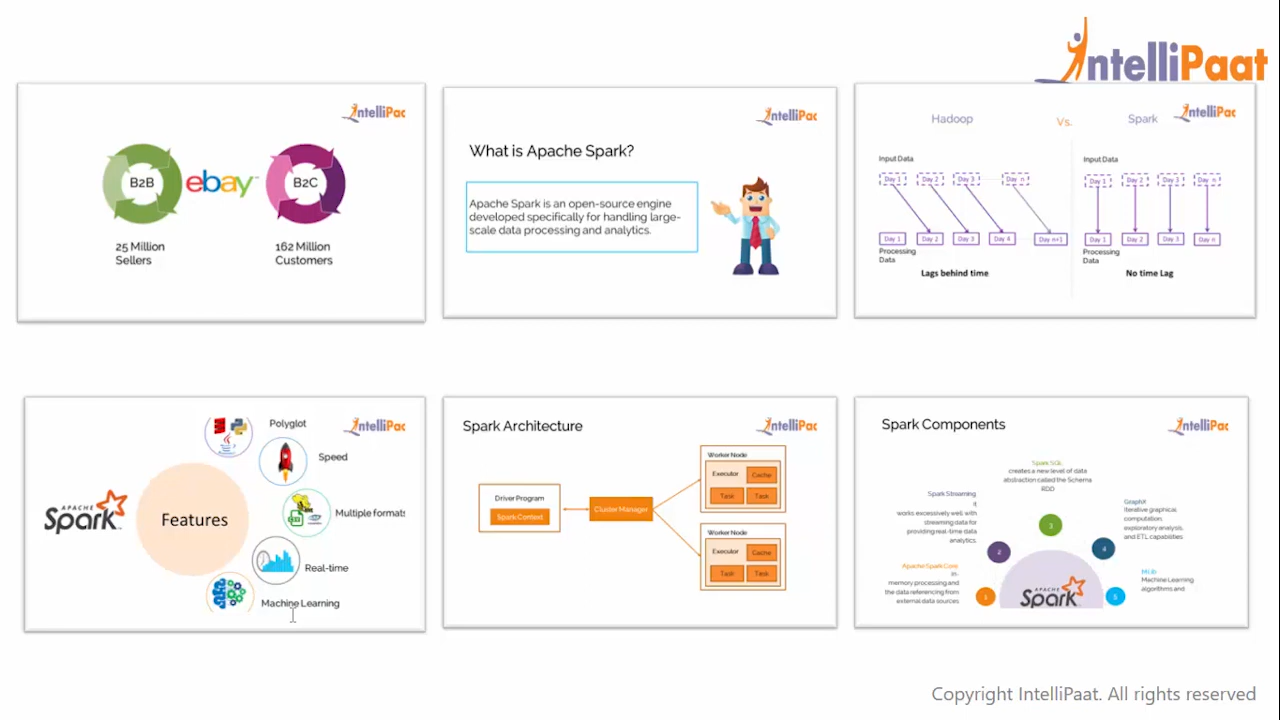 IntelliPaat
IntelliPaat
B2B
ebay
B2C
25 Million
Sellers
162 Million
Customers
IntelliPaat
What is Apache Spark?
Apache Spark is an open-source engine
developed specifically for handling large-
scale data processing and analytics.
IntelliPaat
Hadoop
Vs.
Spark
Input Data
Day 1
Day 2
Day 3
Day n
Day 1
Day 2
Day 3
Day 4
Day n+1
Processing
Data
Lags behind time
Input Data
Day 1
Day 2
Day 3
Day n
Day 1
Day 2
Day 3
Day n
Processing
Data
No time Lag
IntelliPaat
APACHE
Spark
Features
Polyglot
Speed
Multiple formats
Real-time
Machine Learning
Spark Architecture
IntelliPaat
Driver Program
Spark Context
Cluster Manager
Worker Node
Executor
Cache
Task
Task
Worker Node
Executor
Cache
Task
Task
Spark Components
IntelliPaat
Spark SQL
creates a new level of data
abstraction called the Schema
RDD
Spark Streaming
it
works excessively well with
streaming data for
providing real-time data
analytics.
GraphX
Iterative graphical
computation,
exploratory analysis,
and ETL capabilities
Apache Spark Core
in-
memory processing and
the data referencing from
external data sources
MLlib
Machine Learning
algorithms and
1
2
3
4
5
APACHE
Spark
Copyright IntelliPaat. All rights reserved